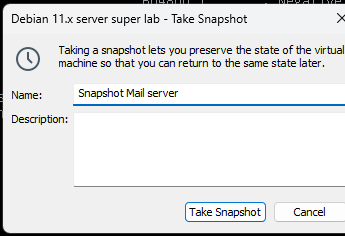 Debian 11.x server super lab - Take Snapshot
Taking a snapshot lets you preserve the state of the virtual
machine so that you can return to the same state later.
Name: Snapshot Mail server
Description:
Take Snapshot Cancel